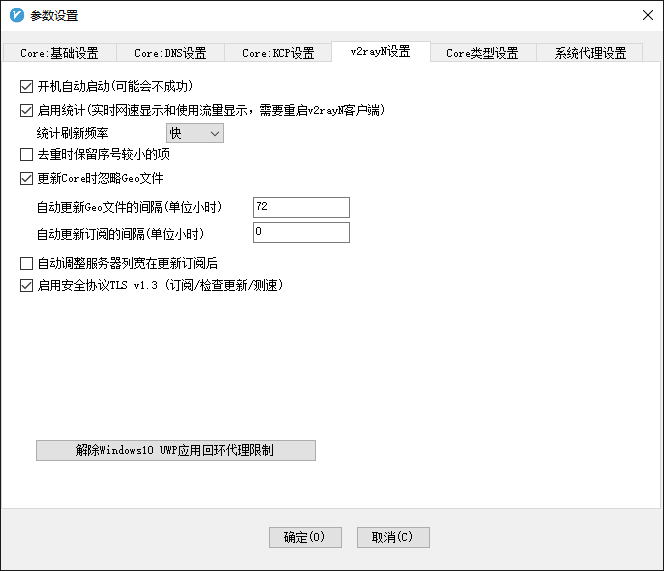 参数设置
Core:基础设置 Core:DNS设置 Core:KCP设置 v2rayN设置 Core类型设置 系统代理设置
开机自动启动(可能会不成功)
启用统计(实时网速显示和使用流量显示，需要重启v2rayN客户端)
统计刷新频率 快
去重时保留序号较小的项
更新Core时忽略Geo文件
自动更新Geo文件的间隔(单位小时) 72
自动更新订阅的间隔(单位小时) 0
自动调整服务器列宽在更新订阅后
启用安全协议TLS v1.3 (订阅/检查更新/测速)
解除Windows10 UWP应用回环代理限制
确定(O) 取消(C)